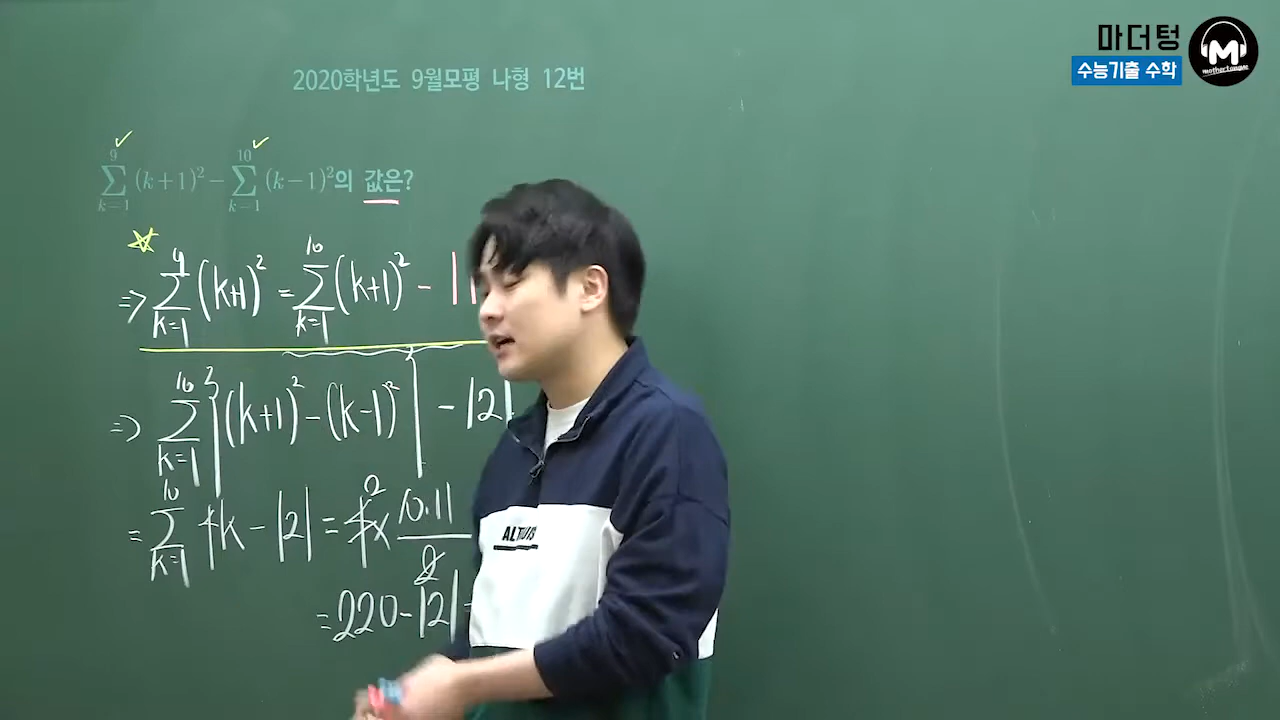 마더텅
수능기출 수학
M
mothertongue
2020학년도 9월모평 나형 12번
∑_{k=1}^{9} (k+1)² − ∑_{k=1}^{10} (k−1)²의 값은?
⇒ ∑_{k=1}^{9} (k+1)² = ∑_{k=1}^{10} (k+1)² - 11
⇒ ∑_{k=1}^{10} {(k+1)² - (k-1)²} - 121
= ∑_{k=1}^{10} 4k - 121 = 4× 2 10·11/2
= 220 - 121 =